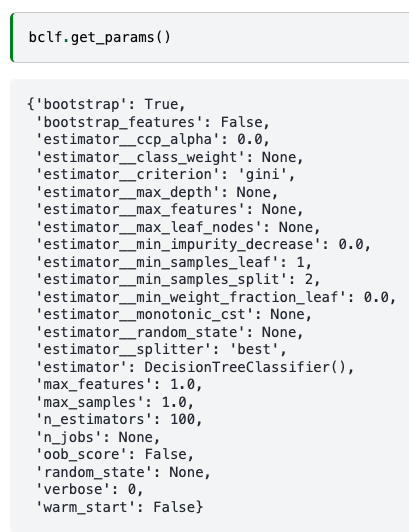 bclf.get_params()
{'bootstrap': True,
'bootstrap_features': False,
'estimator__ccp_alpha': 0.0,
'estimator__class_weight': None,
'estimator__criterion': 'gini',
'estimator__max_depth': None,
'estimator__max_features': None,
'estimator__max_leaf_nodes': None,
'estimator__min_impurity_decrease': 0.0,
'estimator__min_samples_leaf': 1,
'estimator__min_samples_split': 2,
'estimator__min_weight_fraction_leaf': 0.0,
'estimator__monotonic_cst': None,
'estimator__random_state': None,
'estimator__splitter': 'best',
'estimator': DecisionTreeClassifier(),
'max_features': 1.0,
'max_samples': 1.0,
'n_estimators': 100,
'n_jobs': None,
'oob_score': False,
'random_state': None,
'verbose': 0,
'warm_start': False}